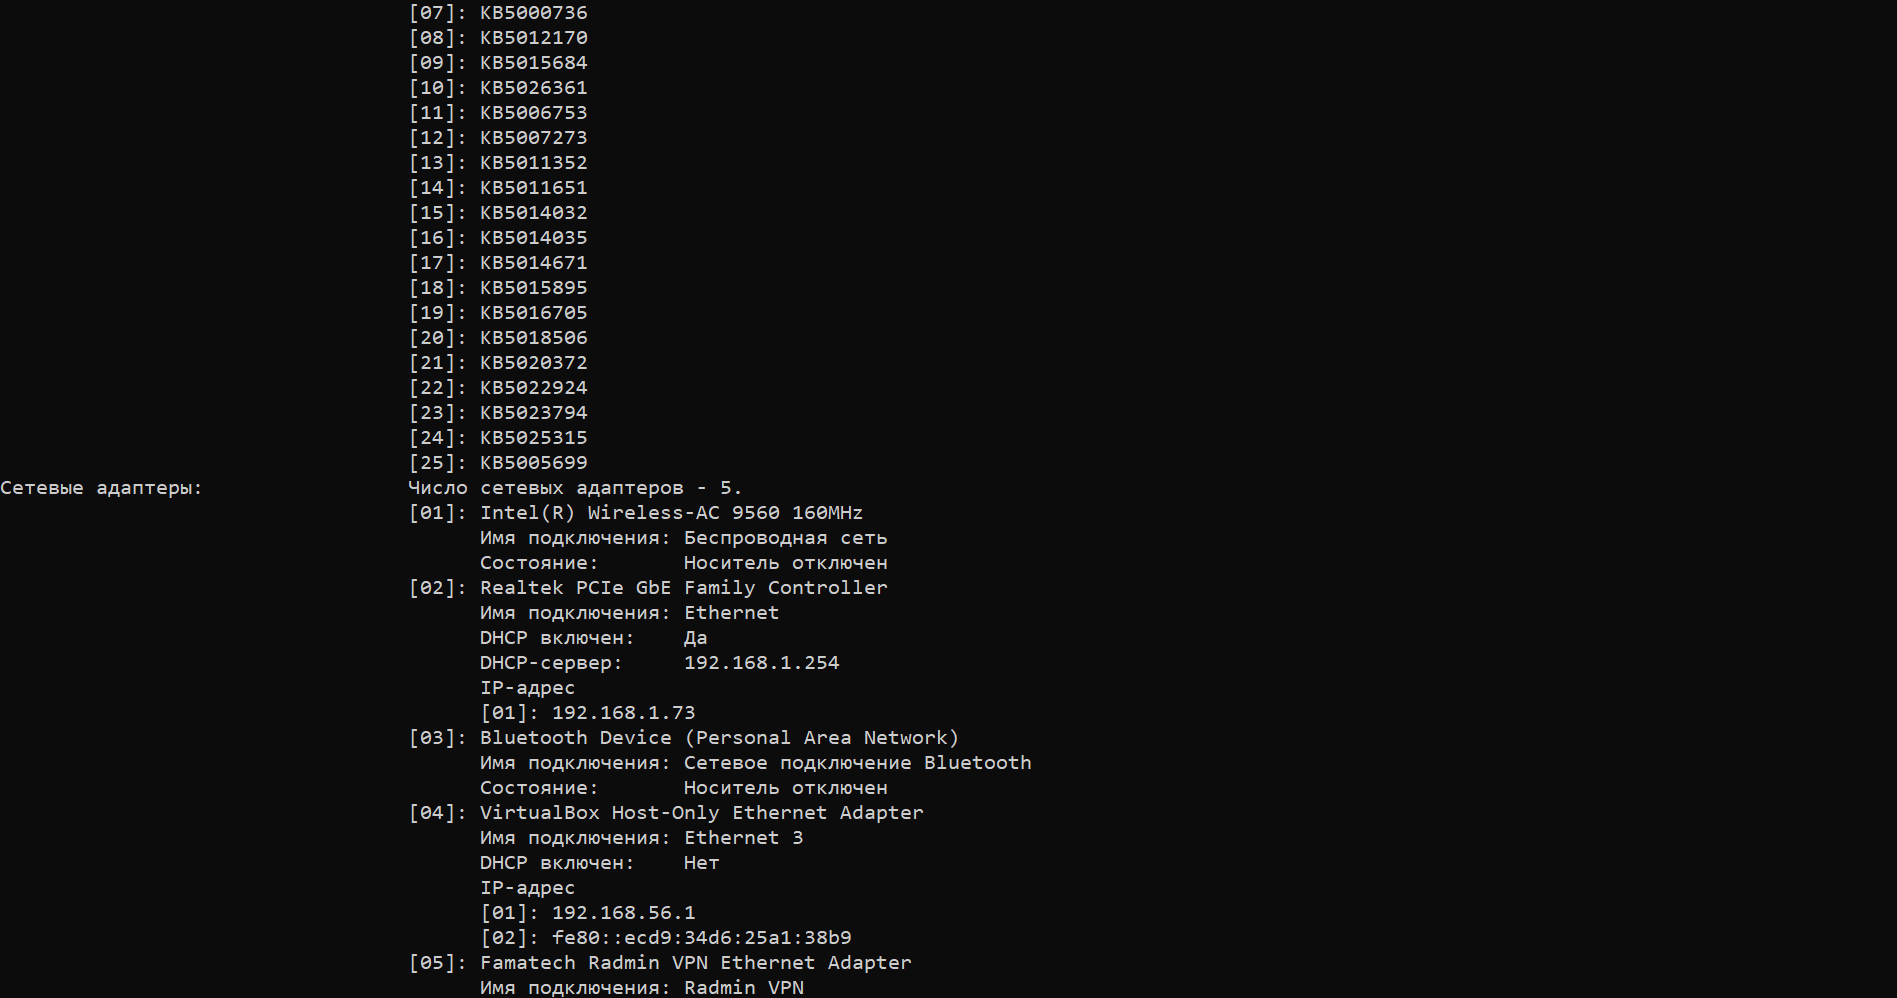 [07]: KB5000736
[08]: KB5012170
[09]: KB5015684
[10]: KB5026361
[11]: KB5006753
[12]: KB5007273
[13]: KB5011352
[14]: KB5011651
[15]: KB5014032
[16]: KB5014035
[17]: KB5014671
[18]: KB5015895
[19]: KB5016705
[20]: KB5018506
[21]: KB5020372
[22]: KB5022924
[23]: KB5023794
[24]: KB5025315
[25]: KB5005699
Сетевые адаптеры: Число сетевых адаптеров - 5.
[01]: Intel(R) Wireless-AC 9560 160MHz
Имя подключения: Беспроводная сеть
Состояние: Носитель отключен
[02]: Realtek PCIe GbE Family Controller
Имя подключения: Ethernet
DHCP включен: Да
DHCP-сервер: 192.168.1.254
IP-адрес
[01]: 192.168.1.73
[03]: Bluetooth Device (Personal Area Network)
Имя подключения: Сетевое подключение Bluetooth
Состояние: Носитель отключен
[04]: VirtualBox Host-Only Ethernet Adapter
Имя подключения: Ethernet 3
DHCP включен: Нет
IP-адрес
[01]: 192.168.56.1
[02]: fe80::ecd9:34d6:25a1:38b9
[05]: Famatech Radmin VPN Ethernet Adapter
Имя подключения: Radmin VPN